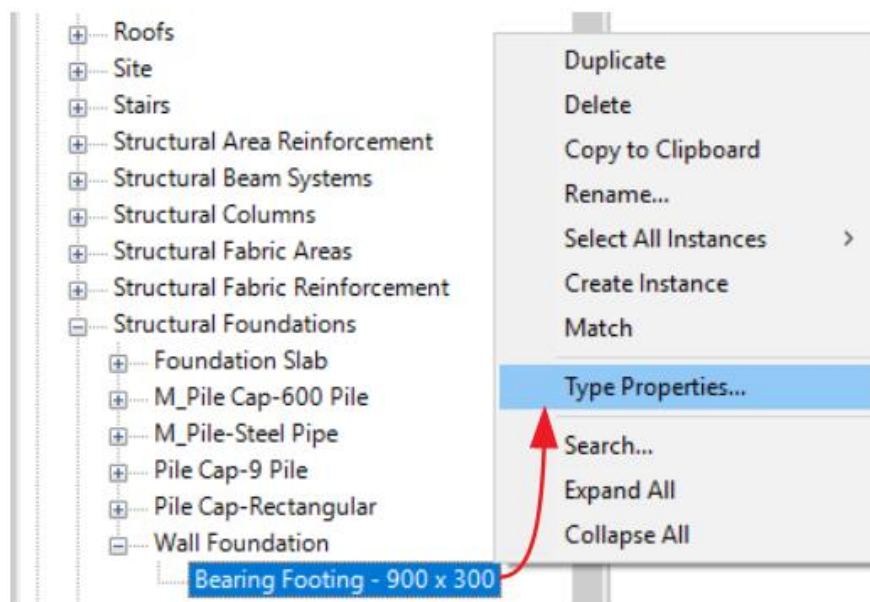 Roofs
Site
Stairs
Structural Area Reinforcement
Structural Beam Systems
Structural Columns
Structural Fabric Areas
Structural Fabric Reinforcement
Structural Foundations
Foundation Slab
M_Pile Cap-600 Pile
M_Pile-Steel Pipe
Pile Cap-9 Pile
Pile Cap-Rectangular
Wall Foundation
Bearing Footing - 900 x 300
Duplicate
Delete
Copy to Clipboard
Rename...
Select All Instances
Create Instance
Match
Type Properties...
Search...
Expand All
Collapse All